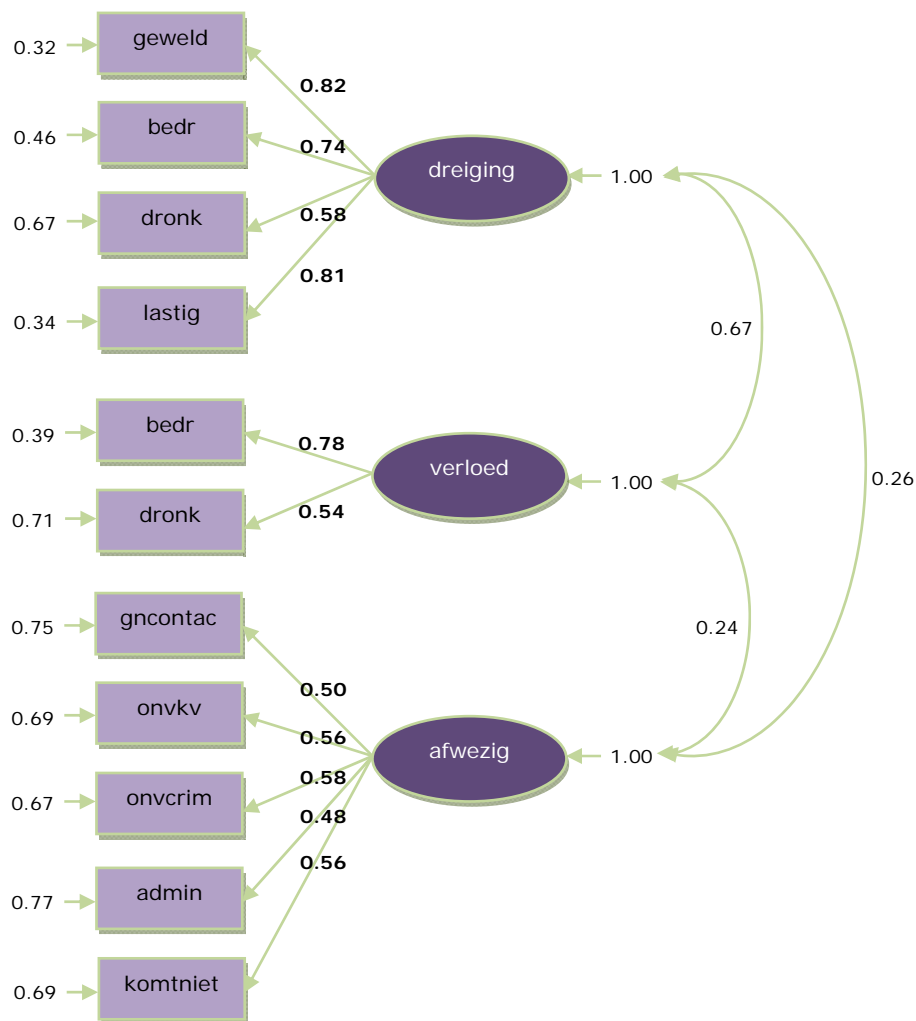 0.32 geweld
0.82
0.46 bedr
0.74
dreiging 1.00
0.67 dronk
0.58
0.81
0.34 lastig
0.67
0.39 bedr
0.78
verloed 1.00
0.26
0.71 dronk
0.54
0.75 gncontac
0.24
0.50
0.69 onvkv
0.56
afwezig 1.00
0.58
0.67 onvcrim
0.48
0.56
0.77 admin
0.69 komtniet